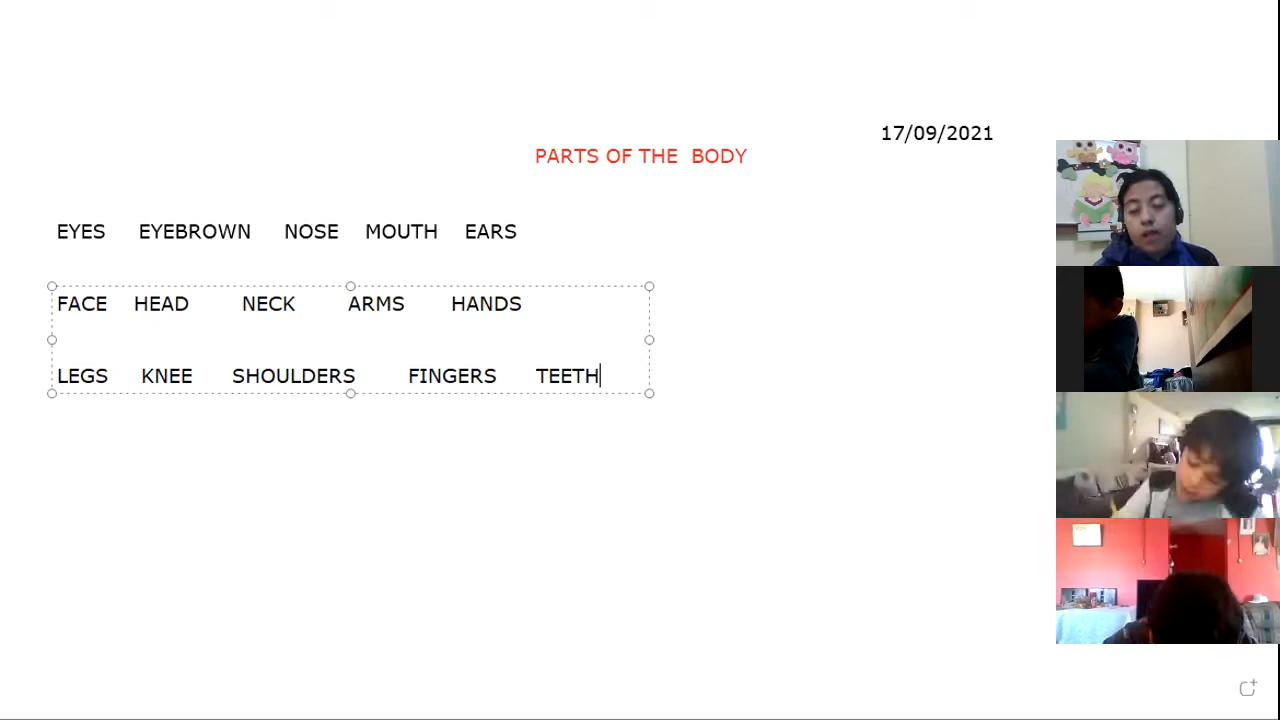 17/09/2021
PARTS OF THE BODY
EYES EYEBROWN NOSE MOUTH EARS
FACE HEAD NECK ARMS HANDS
LEGS KNEE SHOULDERS FINGERS TEETH